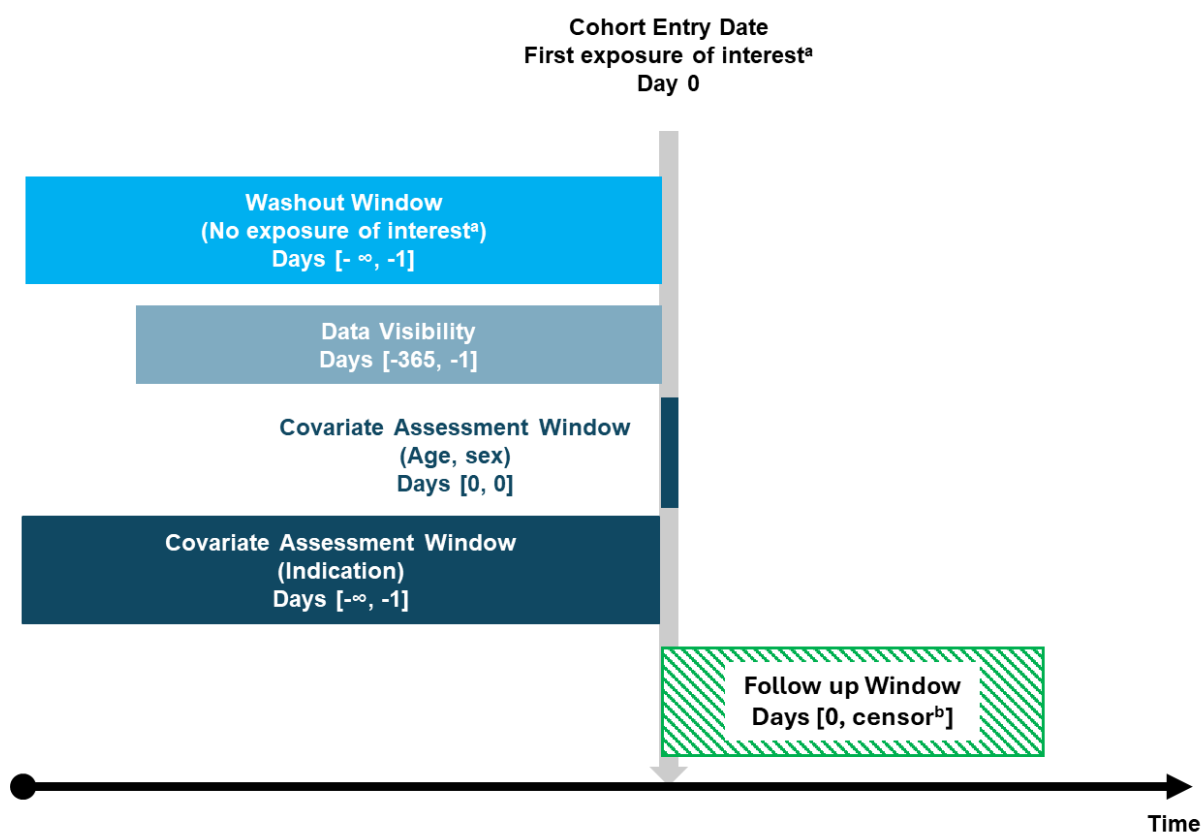 Cohort Entry Date
First exposure of interestᵃ
Day 0
Washout Window
(No exposure of interestᵃ)
Days [- ∞, -1]
Data Visibility
Days [-365, -1]
Covariate Assessment Window
(Age, sex)
Days [0, 0]
Covariate Assessment Window
(Indication)
Days [-∞, -1]
Follow up Window
Days [0, censorᵇ]
Time